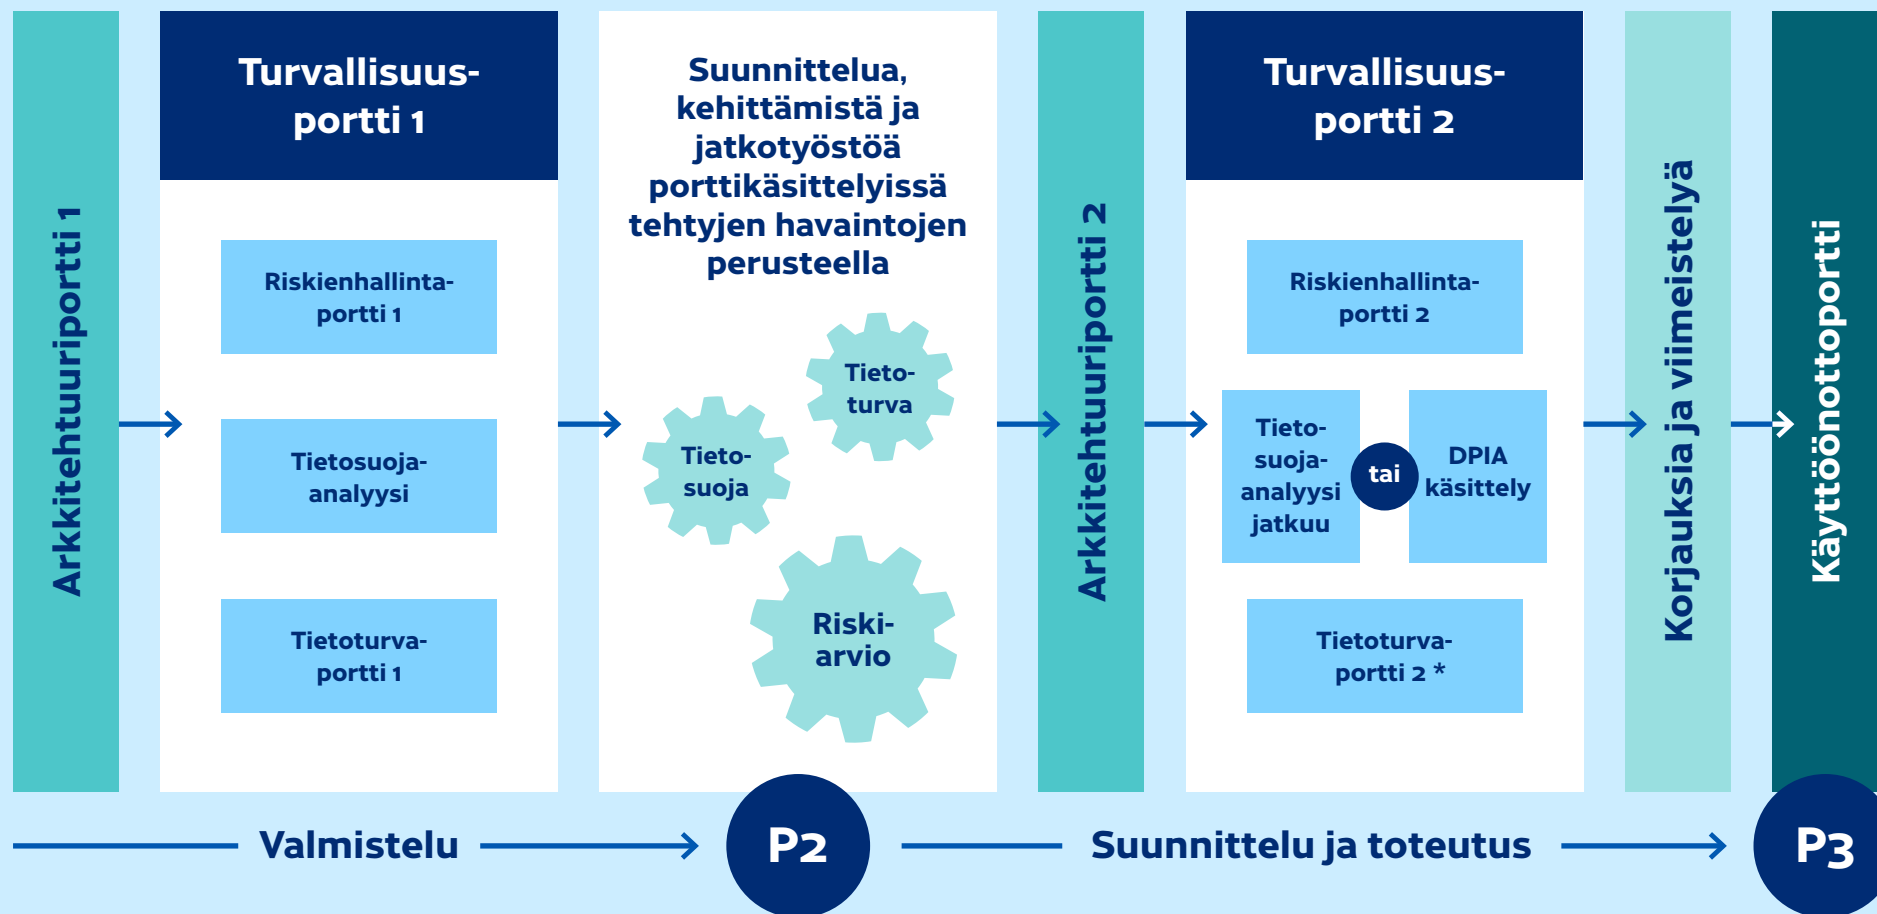 Arkkitehtuuriportti 1
Turvallisuus-
portti 1
Riskienhallinta-
portti 1
Tietosuoja-
analyysi
Tietoturva-
portti 1
Suunnittelua,
kehittämistä ja
jatkotyöstöä
porttikäsittelyissä
tehtyjen havaintojen
perusteella
Tieto-
turva
Tieto-
suoja
Riski-
arvio
Arkkitehtuuriportti 2
Turvallisuus-
portti 2
Riskienhallinta-
portti 2
Tieto-
suoja-
analyysi
jatkuu
tai
DPIA
käsittely
Tietoturva-
portti 2 *
Korjauksia ja viimeistelyä
Käyttöönottoportti
Valmistelu
P2
Suunnittelu ja toteutus
P3